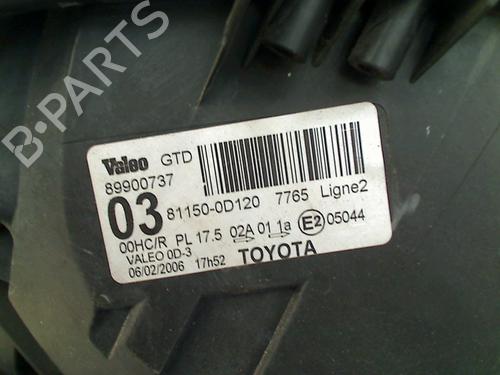 B-PARTS
Valeo GTD
89900737
03 81150-0D120 7765 Ligne2
00HC/R PL 17.5 02A 01 1a E2 05044
VALEO 0D-3
06/02/2006 17h52 TOYOTA